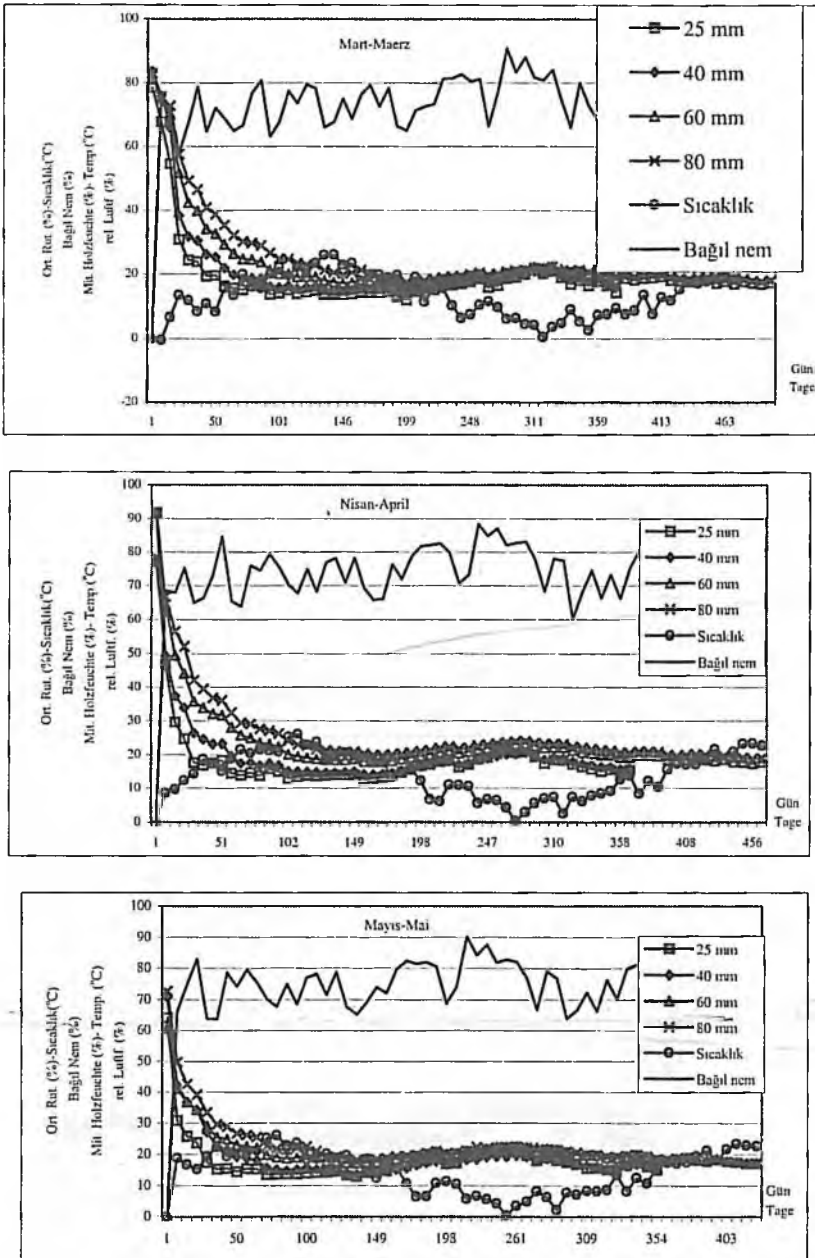 Mart-Maerz
Ort. Rut. (%)-Sıcaklık(°C)
Bağıl Nem (%)
Mit. Holzfeuchte (%)- Temp (°C)
rel. Luftf. (%)
100
80
60
40
20
0
-20
1 50 101 146 199 248 311 359 413 463
Gün
Tage
25 mm
40 mm
60 mm
80 mm
Sıcaklık
Bağıl nem
Nisan-April
Ort. Rut. (%)-Sıcaklık(°C)
Bağıl Nem (%)
Mit. Holzfeuchte (%)- Temp (°C)
rel. Luftf. (%)
100
90
80
70
60
50
40
30
20
10
0
1 51 102 149 198 247 310 358 408 456
Gün
Tage
25 mm
40 mm
60 mm
80 mm
Sıcaklık
Bağıl nem
Mayıs-Mai
Ort. Rut. (%)-Sıcaklık(°C)
Bağıl Nem (%)
Mit. Holzfeuchte (%)- Temp. (°C)
rel. Luftf. (%)
100
90
80
70
60
50
40
30
20
10
0
1 51 100 149 198 261 309 354 403
Gün
Tage
25 mm
40 mm
60 mm
80 mm
Sıcaklık
Bağıl nem